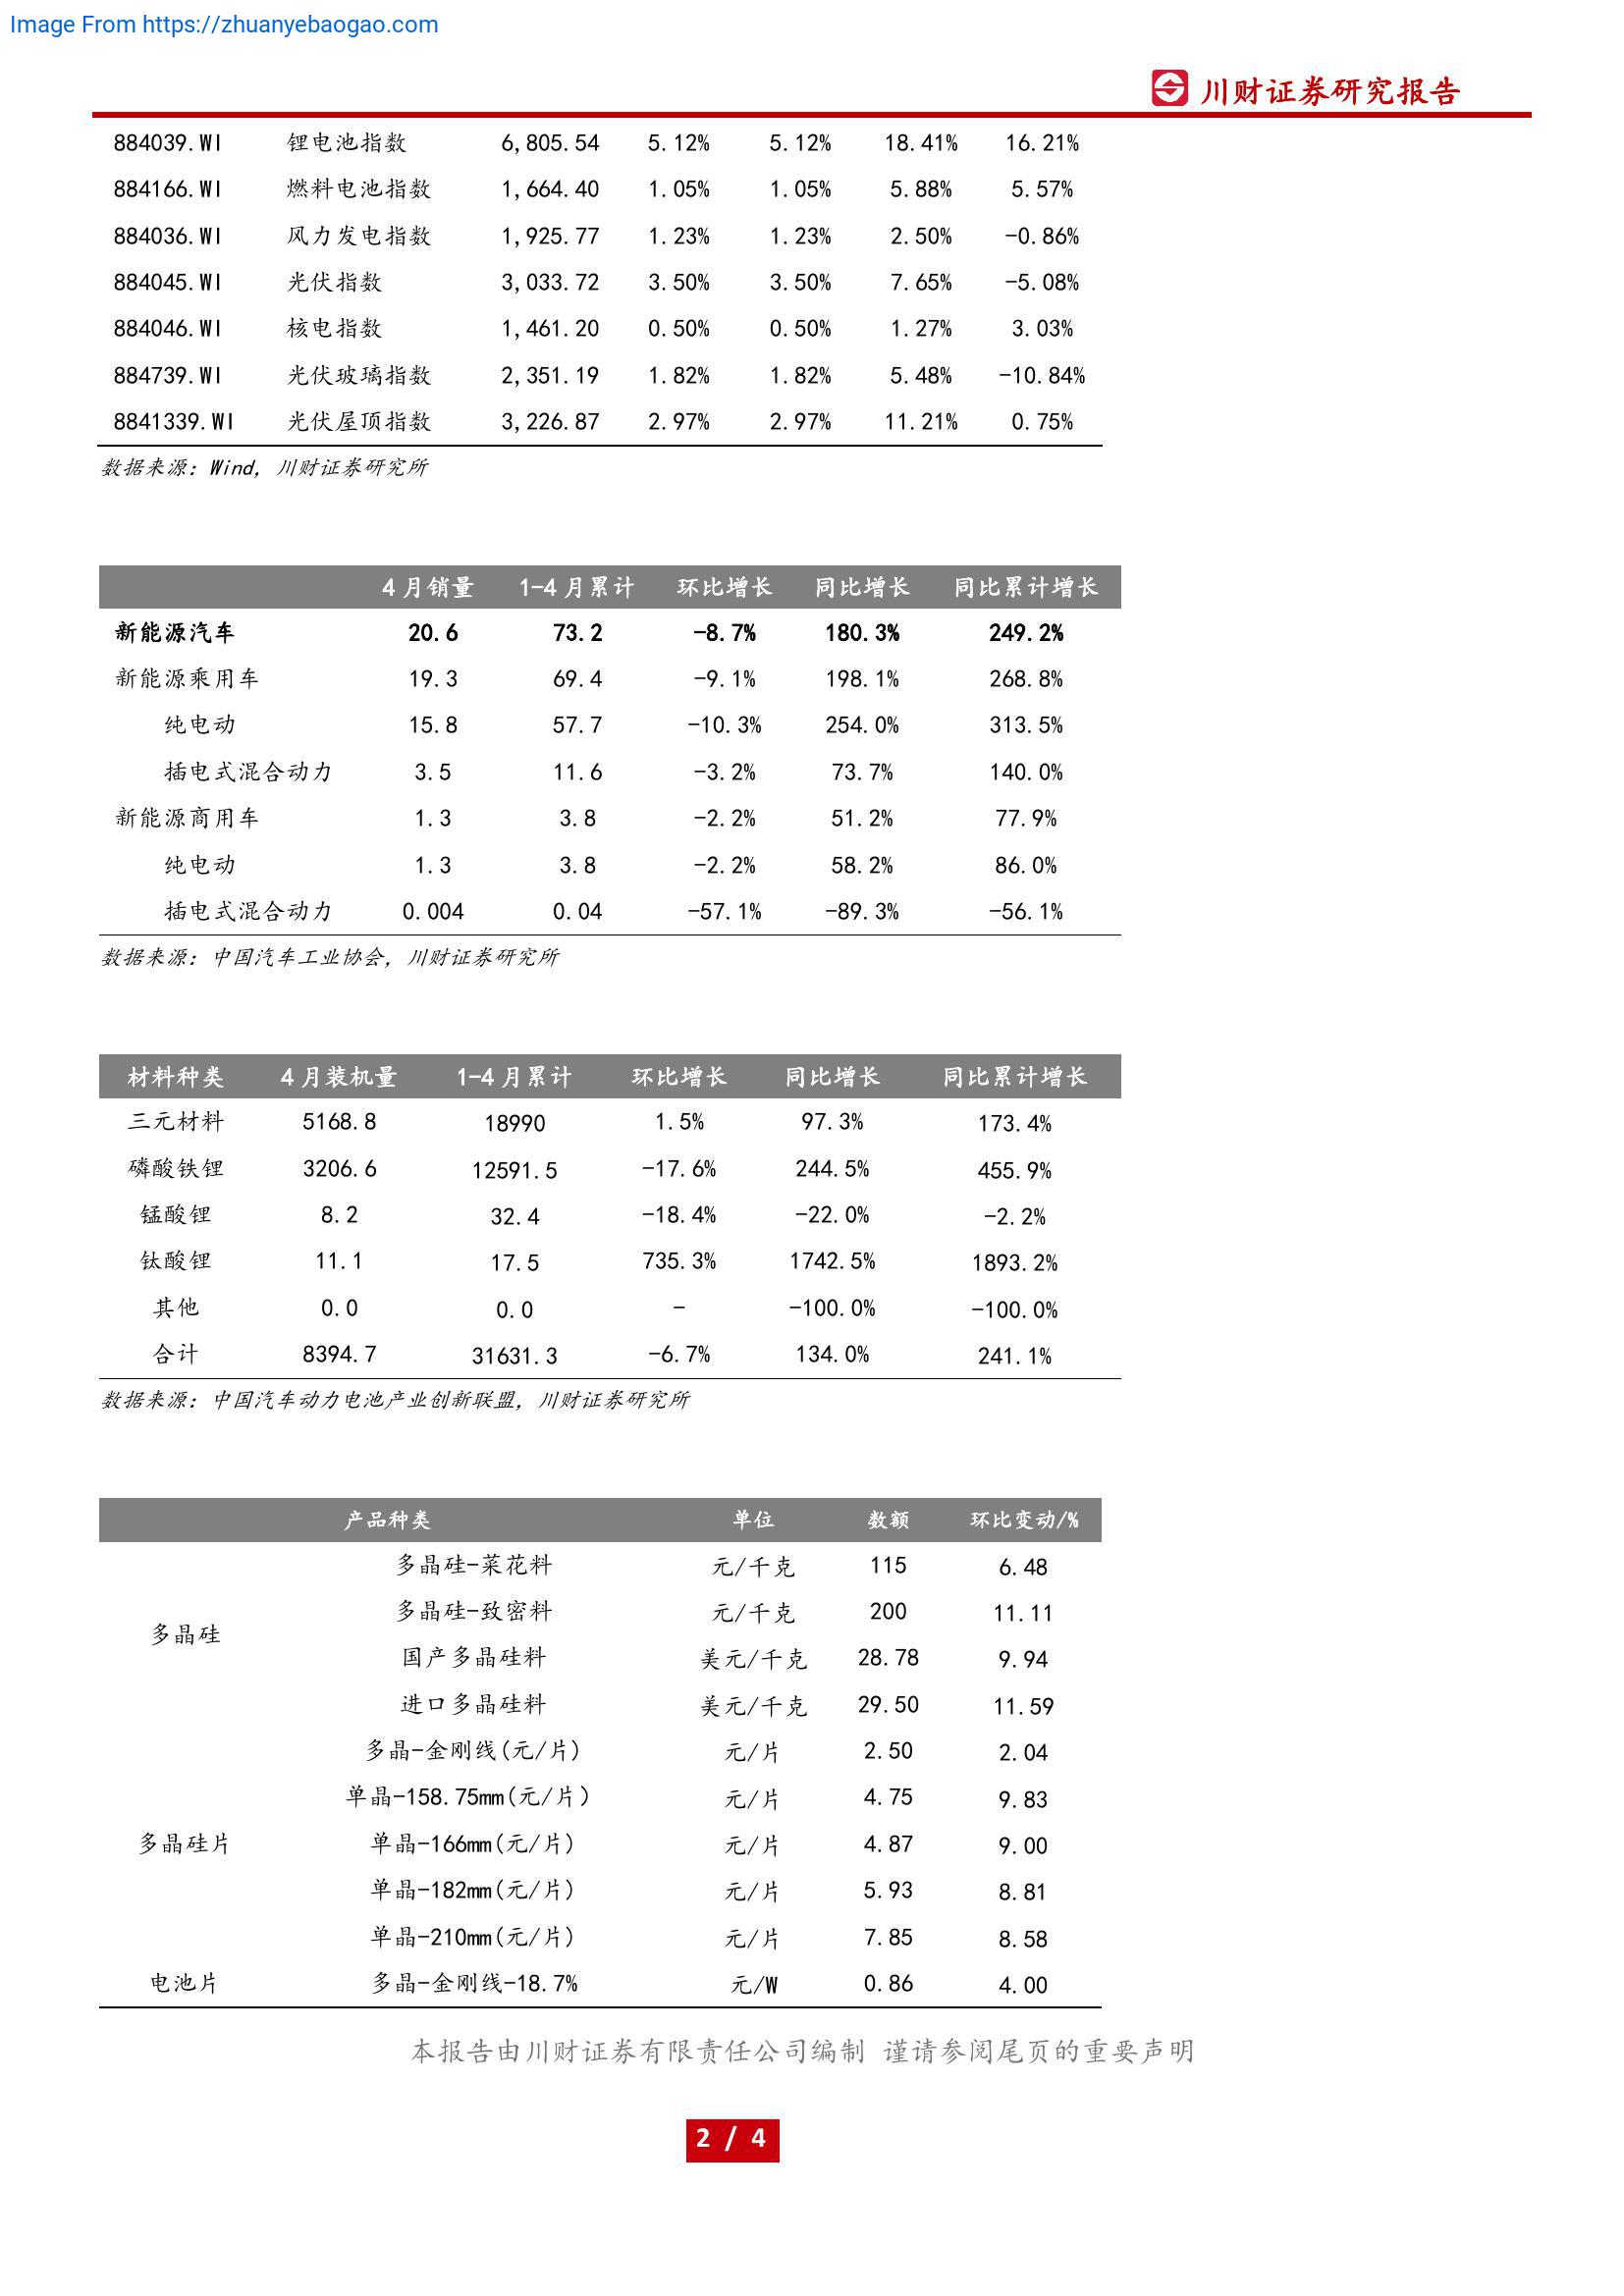 Image From https://zhuanyebaogao.com
川财证券研究报告
884039.WI 锂电池指数 6,805.54 5.12% 5.12% 18.41% 16.21%
884166.WI 燃料电池指数 1,664.40 1.05% 1.05% 5.88% 5.57%
884036.WI 风力发电指数 1,925.77 1.23% 1.23% 2.50% -0.86%
884045.WI 光伏指数 3,033.72 3.50% 3.50% 7.65% -5.08%
884046.WI 核电指数 1,461.20 0.50% 0.50% 1.27% 3.03%
884739.WI 光伏玻璃指数 2,351.19 1.82% 1.82% 5.48% -10.84%
8841339.WI 光伏屋顶指数 3,226.87 2.97% 2.97% 11.21% 0.75%
数据来源：Wind，川财证券研究所
4月销量 1-4月累计 环比增长 同比增长 同比累计增长
新能源汽车 20.6 73.2 -8.7% 180.3% 249.2%
新能源乘用车 19.3 69.4 -9.1% 198.1% 268.8%
纯电动 15.8 57.7 -10.3% 254.0% 313.5%
插电式混合动力 3.5 11.6 -3.2% 73.7% 140.0%
新能源商用车 1.3 3.8 -2.2% 51.2% 77.9%
纯电动 1.3 3.8 -2.2% 58.2% 86.0%
插电式混合动力 0.004 0.04 -57.1% -89.3% -56.1%
数据来源：中国汽车工业协会，川财证券研究所
材料种类 4月装机量 1-4月累计 环比增长 同比增长 同比累计增长
三元材料 5168.8 18990 1.5% 97.3% 173.4%
磷酸铁锂 3206.6 12591.5 -17.6% 244.5% 455.9%
锰酸锂 8.2 32.4 -18.4% -22.0% -2.2%
钛酸锂 11.1 17.5 735.3% 1742.5% 1893.2%
其他 0.0 0.0 - -100.0% -100.0%
合计 8394.7 31631.3 -6.7% 134.0% 241.1%
数据来源：中国汽车动力电池产业创新联盟，川财证券研究所
产品种类 单位 数额 环比变动/%
多晶硅-菜花料 元/千克 115 6.48
多晶硅-致密料 元/千克 200 11.11
多晶硅
国产多晶硅料 美元/千克 28.78 9.94
进口多晶硅料 美元/千克 29.50 11.59
多晶-金刚线(元/片) 元/片 2.50 2.04
单晶-158.75mm(元/片) 元/片 4.75 9.83
多晶硅片 单晶-166mm(元/片) 元/片 4.87 9.00
单晶-182mm(元/片) 元/片 5.93 8.81
单晶-210mm(元/片) 元/片 7.85 8.58
电池片 多晶-金刚线-18.7% 元/W 0.86 4.00
本报告由川财证券有限责任公司编制 谨请参阅尾页的重要声明
2 / 4